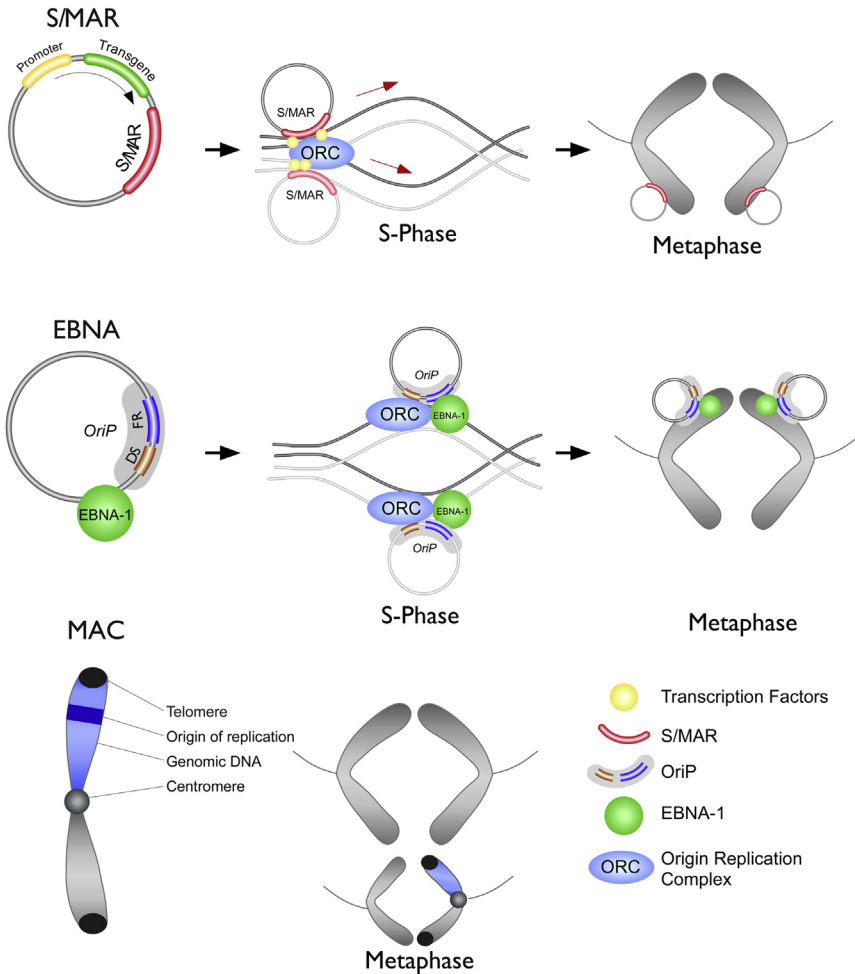 S/MAR
Promoter
Transgene
S/MAR
S/MAR
ORC
S/MAR
S-Phase
Metaphase
EBNA
OriP
FR
DS
EBNA-1
OriP
ORC
EBNA-1
ORC
EBNA-1
OriP
S-Phase
Metaphase
MAC
Telomere
Origin of replication
Genomic DNA
Centromere
Metaphase
Transcription Factors
S/MAR
OriP
EBNA-1
ORC
Origin Replication
Complex